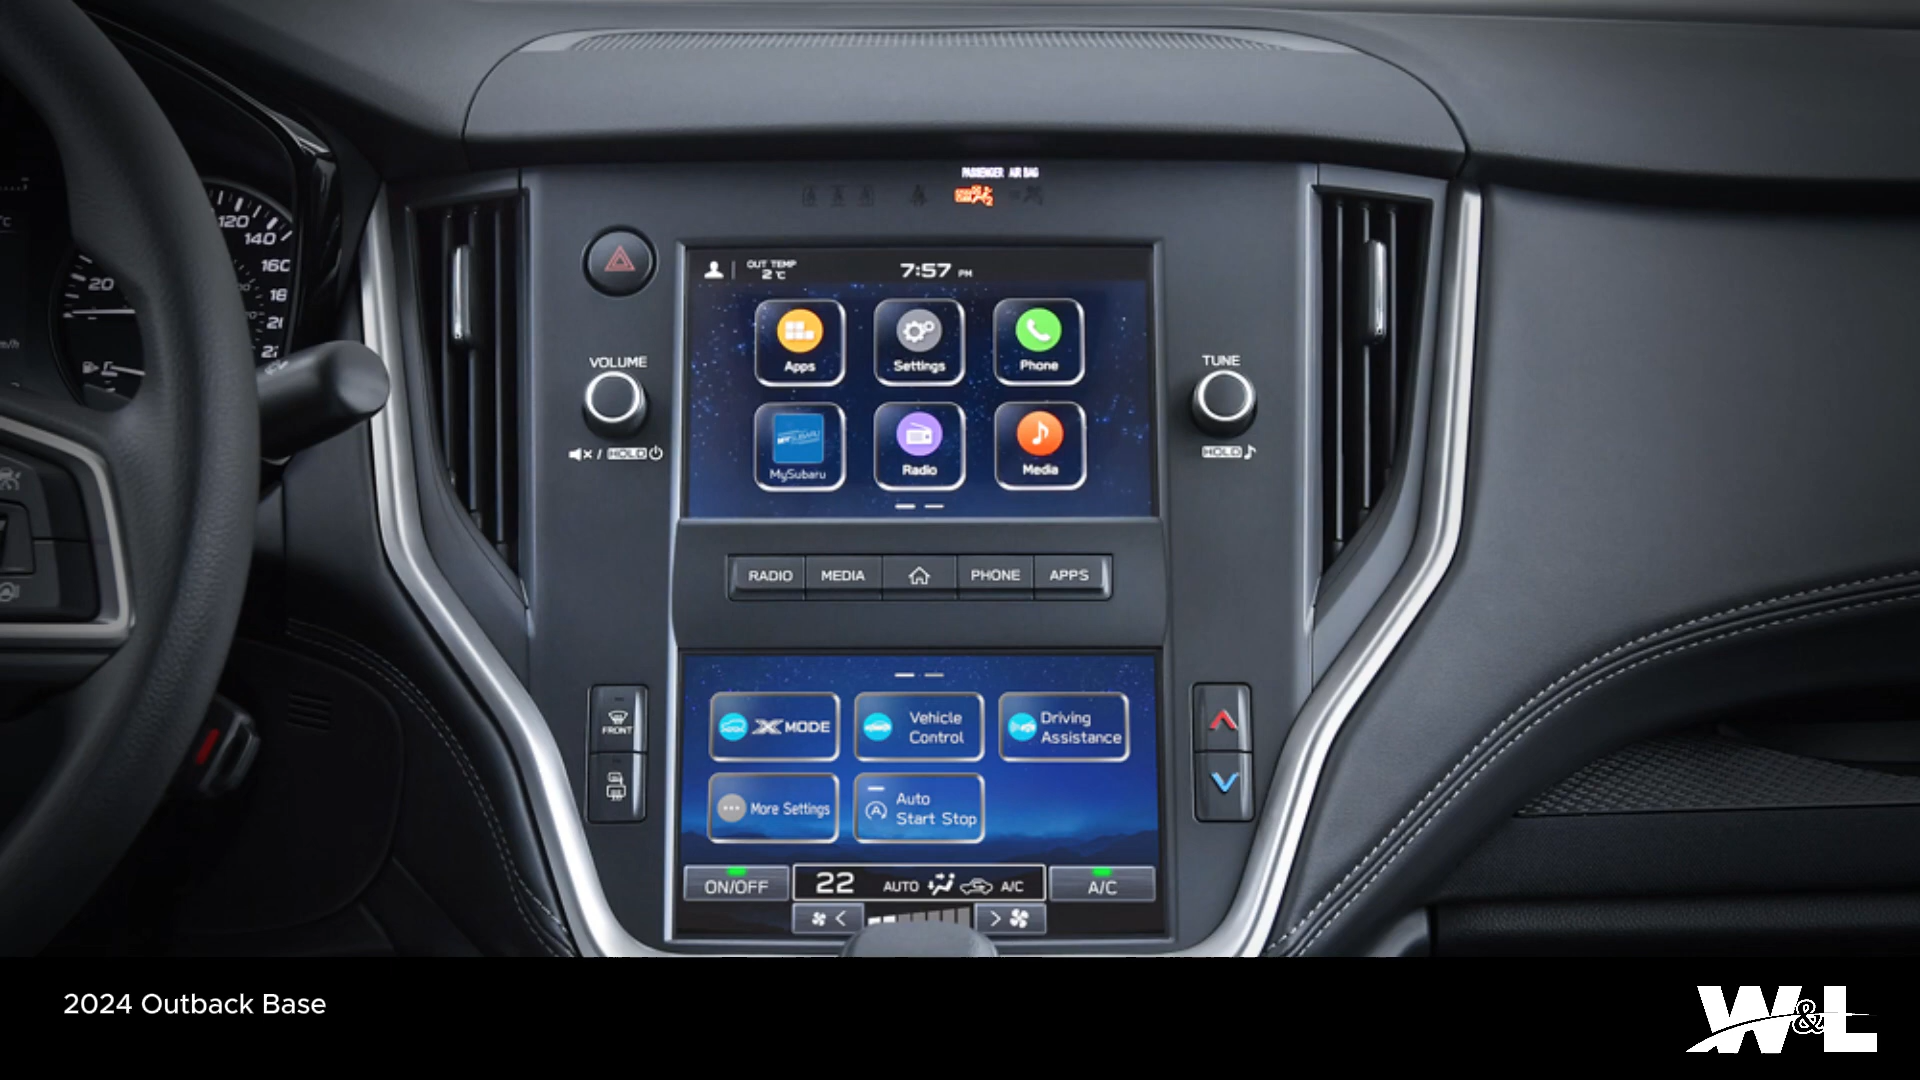 PASSENGER AIR BAG
120
140
160
20
OUT TEMP
2°C
7:57 PM
Apps
Settings
Phone
VOLUME
TUNE
HOLD
HOLD
MYSUBARU
MySubaru
Radio
Media
RADIO
MEDIA
PHONE
APPS
FRONT
X MODE
Vehicle
Control
Driving
Assistance
More Settings
Auto
Start Stop
ON/OFF
22
AUTO
A/C
A/C
2024 Outback Base
W&L